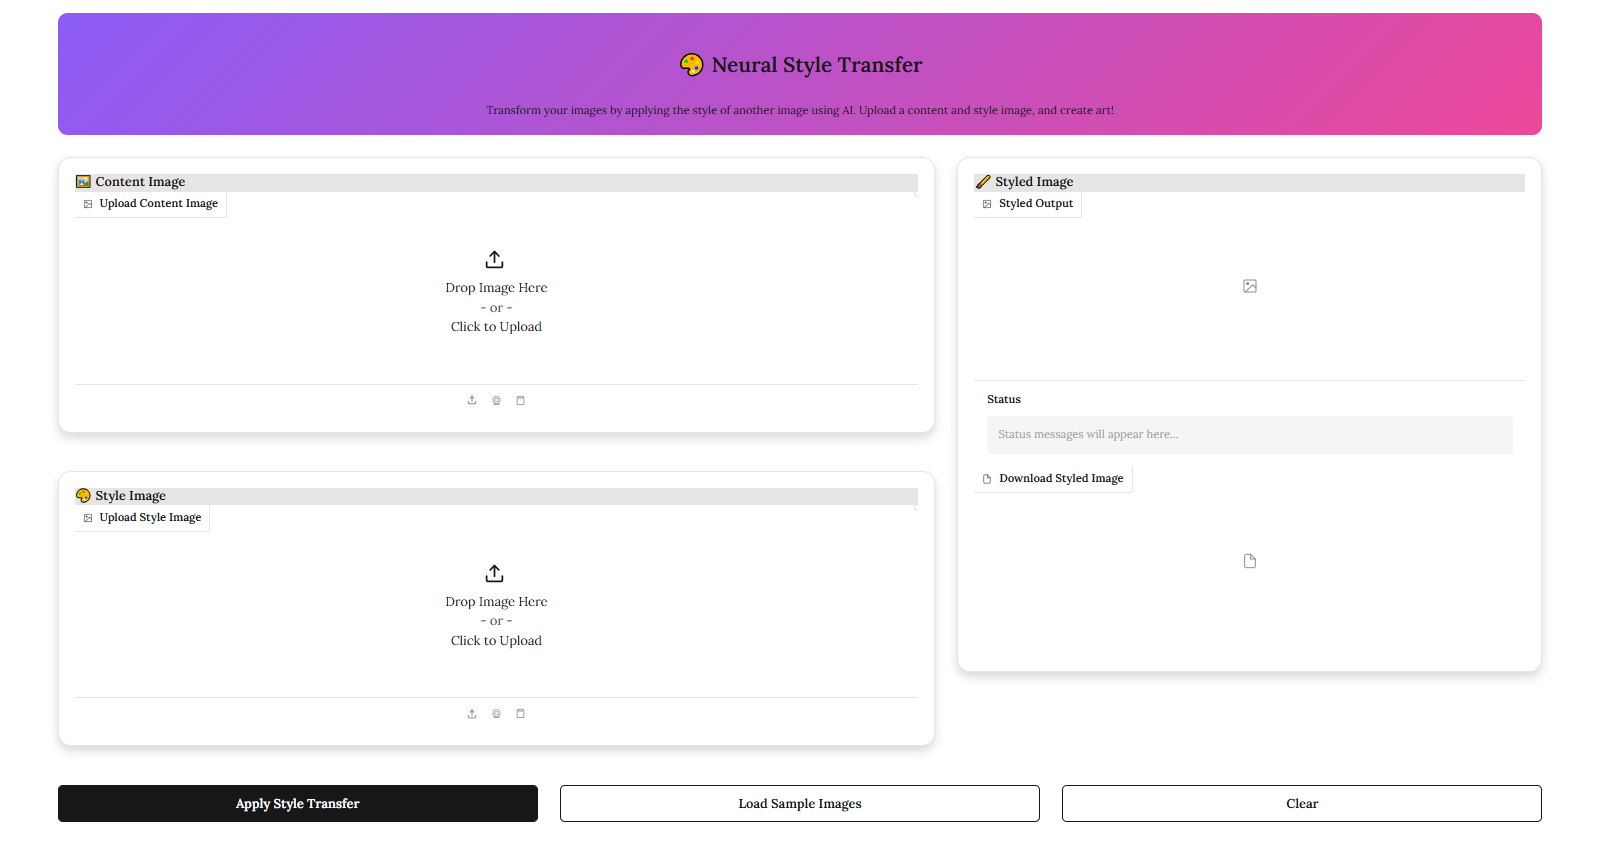 Neural Style Transfer
Transform your images by applying the style of another image using AI. Upload a content and style image, and create art!
Content Image
Upload Content Image
Drop Image Here
- or -
Click to Upload
Style Image
Upload Style Image
Drop Image Here
- or -
Click to Upload
Styled Image
Styled Output
Status
Status messages will appear here...
Download Styled Image
Apply Style Transfer
Load Sample Images
Clear